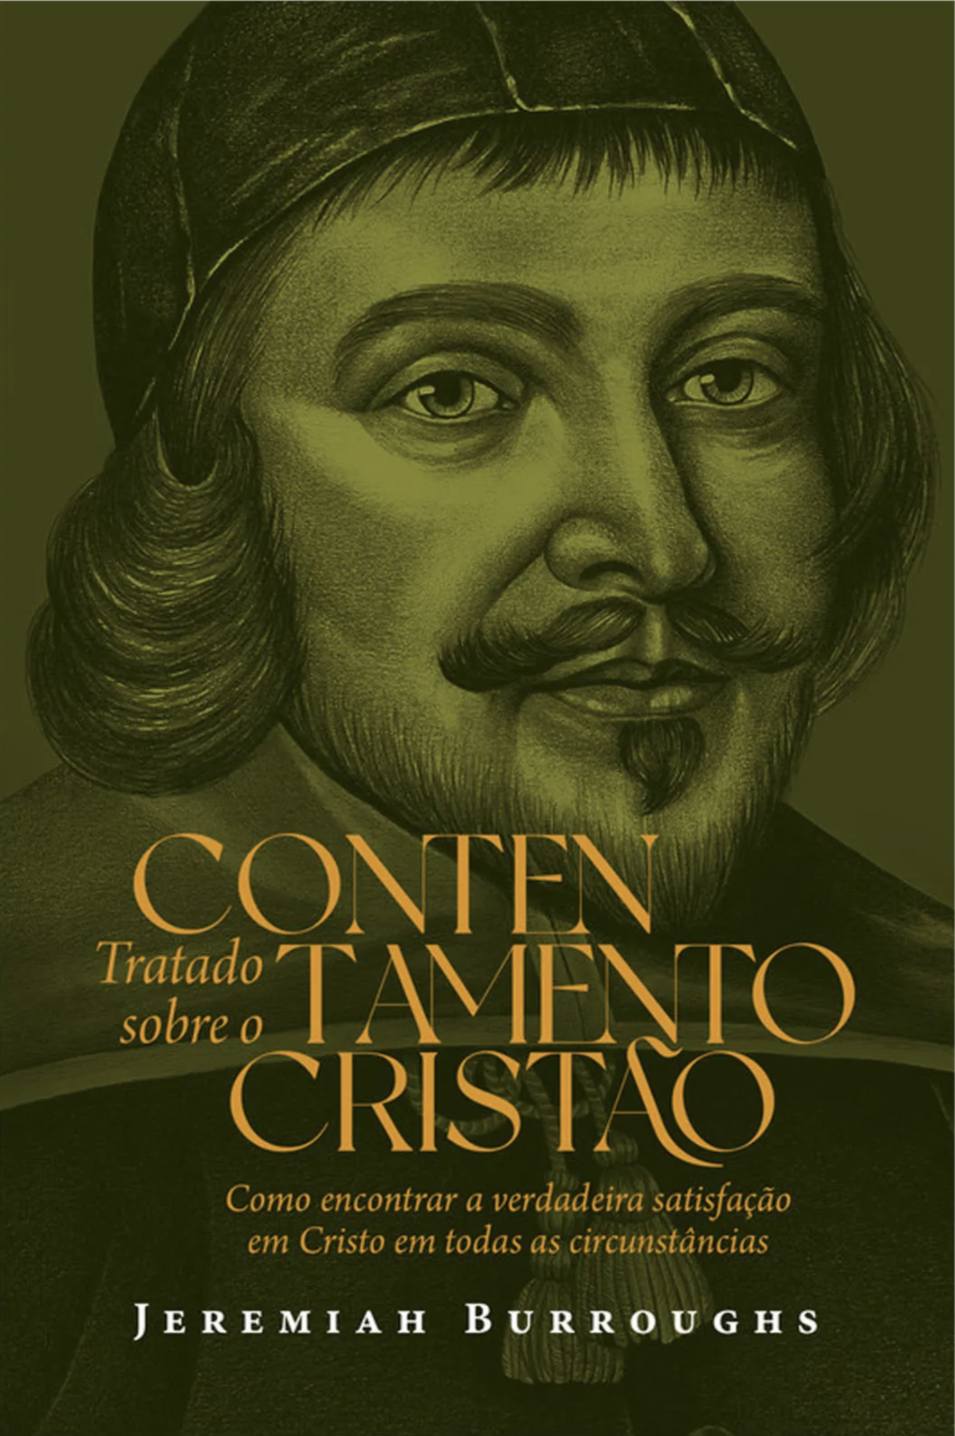 CONTEN
Tratado
sobre o
TAMENTO
CRISTÃO
Como encontrar a verdadeira satisfação
em Cristo em todas as circunstâncias
JEREMIAH BURROUGHS